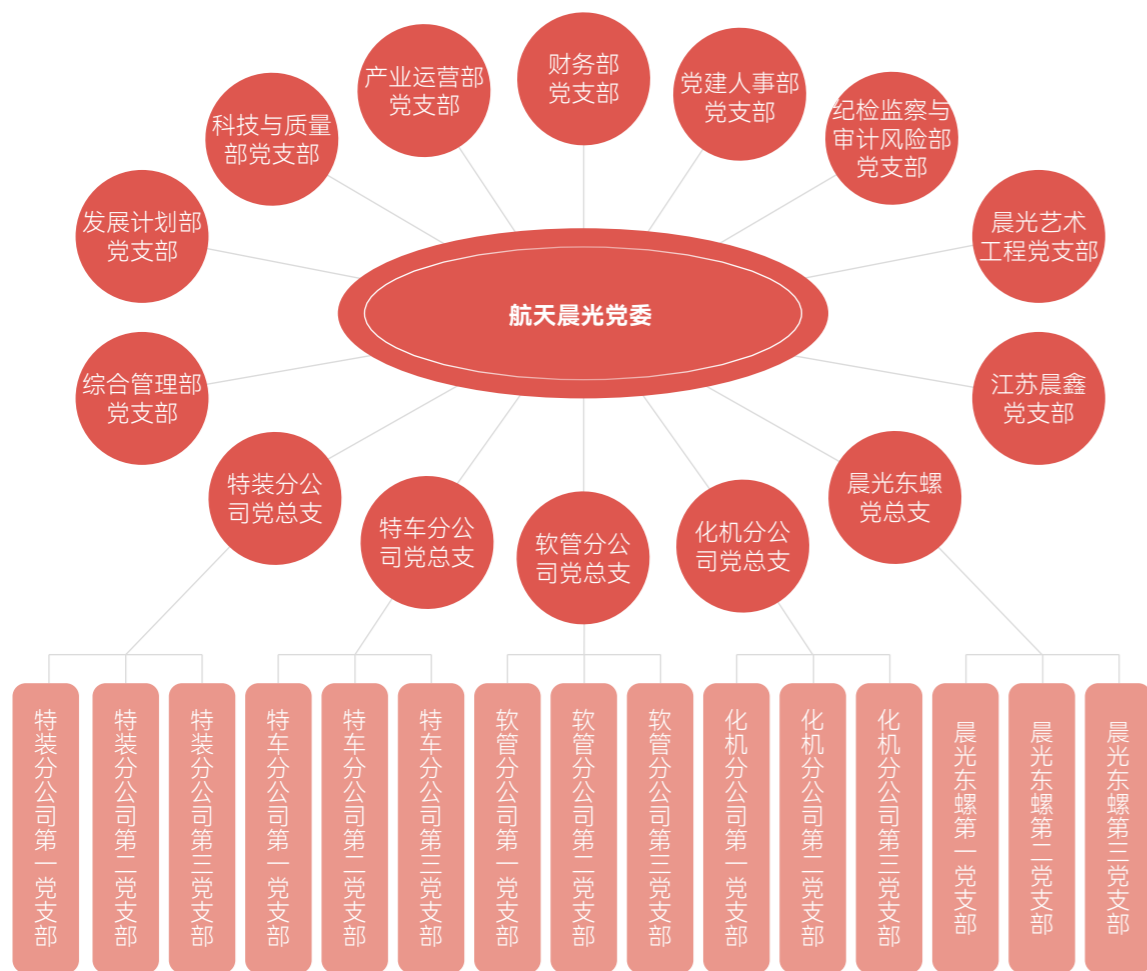 财务部
党支部
产业运营部
党支部
党建人事部
党支部
科技与质量
部党支部
纪检监察与
审计风险部
党支部
发展计划部
党支部
晨光艺术
工程党支部
航天晨光党委
综合管理部
党支部
江苏晨鑫
党支部
特装分公
司党总支
特车分公
司党总支
软管分公
司党总支
化机分公
司党总支
晨光东螺
党总支
特装分公司第一党支部
特装分公司第二党支部
特装分公司第三党支部
特车分公司第一党支部
特车分公司第二党支部
特车分公司第三党支部
软管分公司第一党支部
软管分公司第二党支部
软管分公司第三党支部
化机分公司第一党支部
化机分公司第二党支部
化机分公司第三党支部
晨光东螺第一党支部
晨光东螺第二党支部
晨光东螺第三党支部